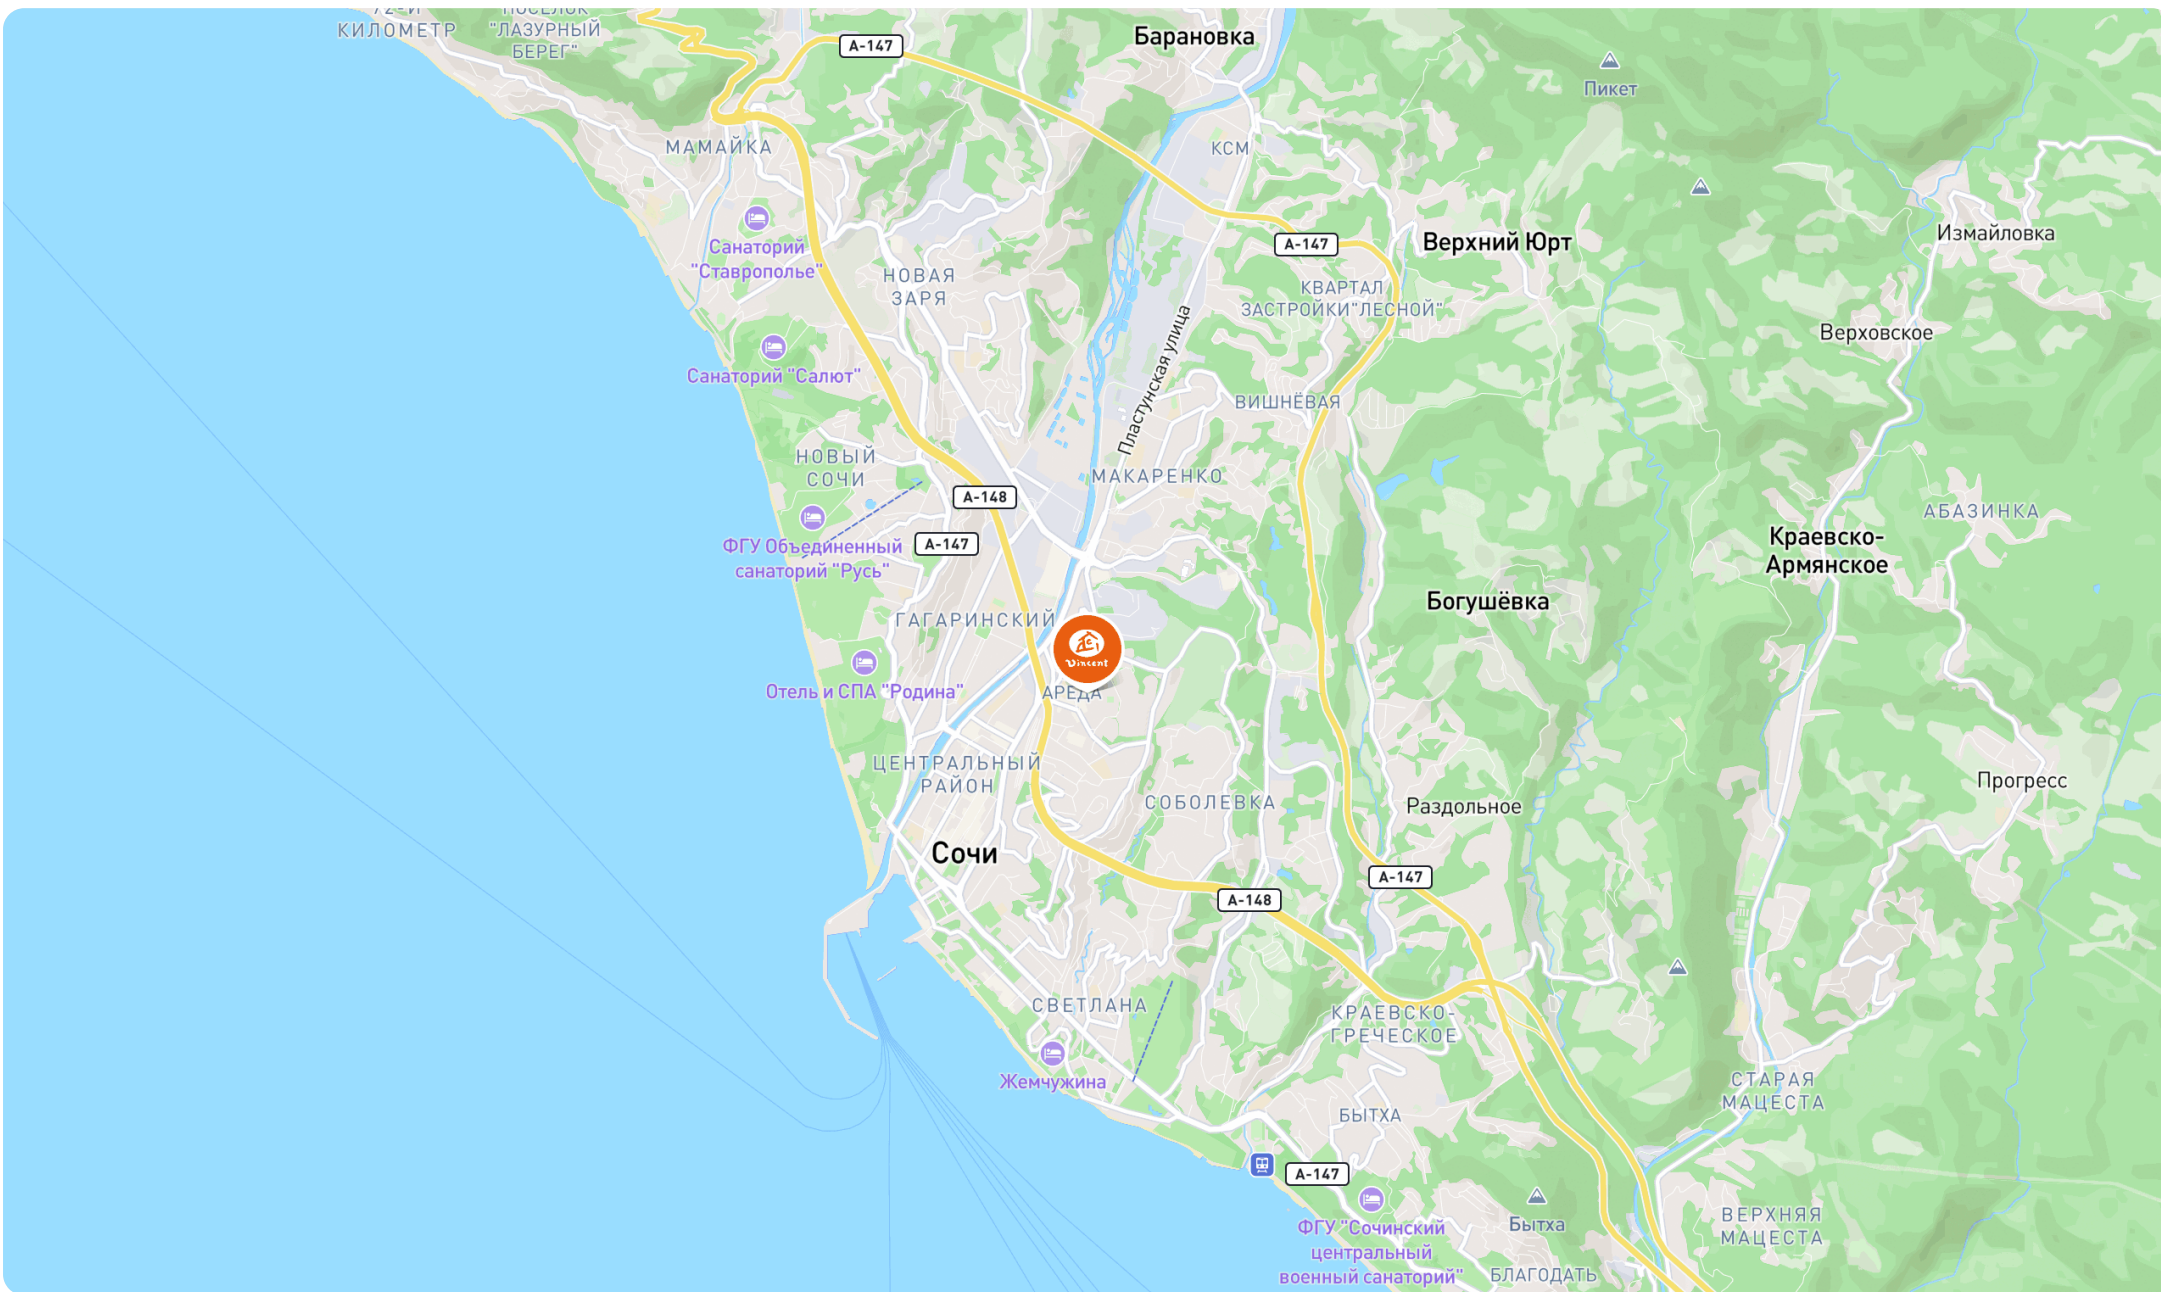 72-Й
КИЛОМЕТР
ПОСЁЛОК
"ЛАЗУРНЫЙ
БЕРЕГ"
А-147
Барановка
Пикет
МАМАЙКА
КСМ
Санаторий
"Ставрополье"
НОВАЯ
ЗАРЯ
А-147
Верхний Юрт
Измайловка
КВАРТАЛ
ЗАСТРОЙКИ"ЛЕСНОЙ"
Верховское
Санаторий "Салют"
Пластунская улица
ВИШНЁВАЯ
НОВЫЙ
СОЧИ
МАКАРЕНКО
А-148
АБАЗИНКА
ФГУ Объединенный
санаторий "Русь"
А-147
Краевско-
Армянское
ГАГАРИНСКИЙ
Богушёвка
Vincent
Отель и СПА "Родина"
АРЕДА
ЦЕНТРАЛЬНЫЙ
РАЙОН
СОБОЛЕВКА
Раздольное
Прогресс
Сочи
А-147
А-148
СВЕТЛАНА
КРАЕВСКО-
ГРЕЧЕСКОЕ
Жемчужина
СТАРАЯ
МАЦЕСТА
БЫТХА
А-147
ФГУ "Сочинский
центральный
военный санаторий"
Бытха
ВЕРХНЯЯ
МАЦЕСТА
БЛАГОДАТЬ